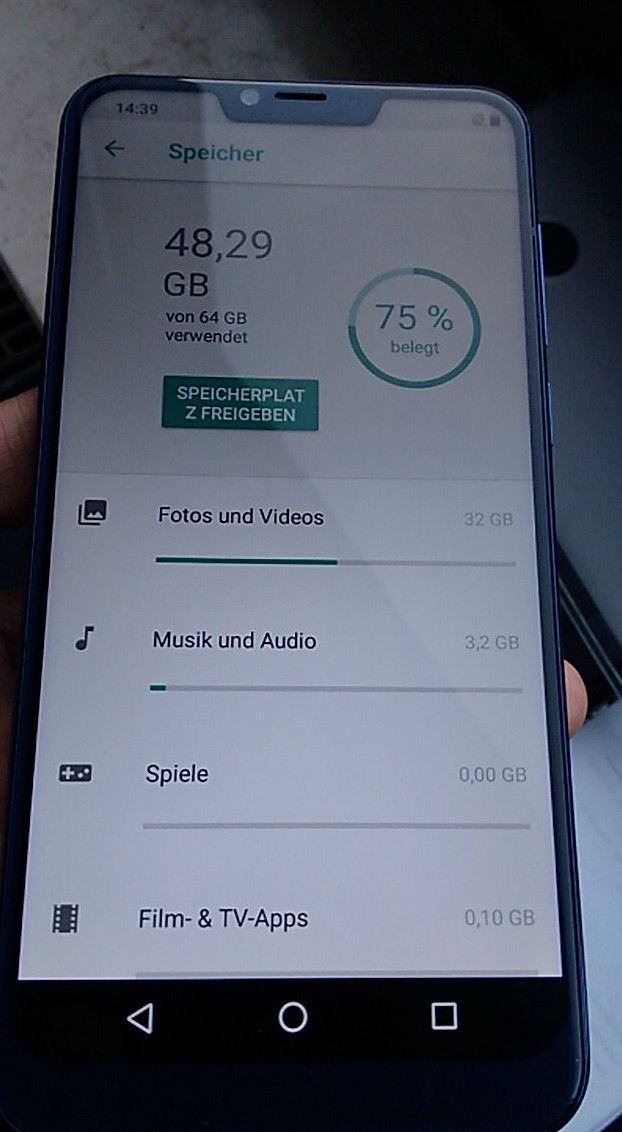 14:39
Speicher
48,29
GB
von 64 GB
verwendet
75 %
belegt
SPEICHERPLAT
Z FREIGEBEN
Fotos und Videos 32 GB
Musik und Audio 3,2 GB
Spiele 0,00 GB
Film- & TV-Apps 0,10 GB